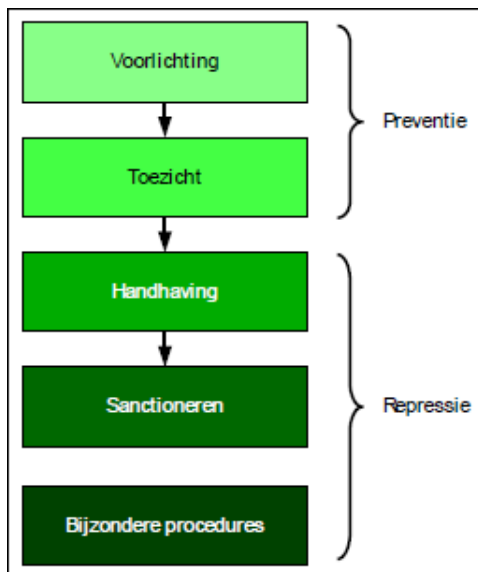 Voorlichting
Toezicht
Preventie
Handhaving
Sanctioneren
Bijzondere procedures
Repressie